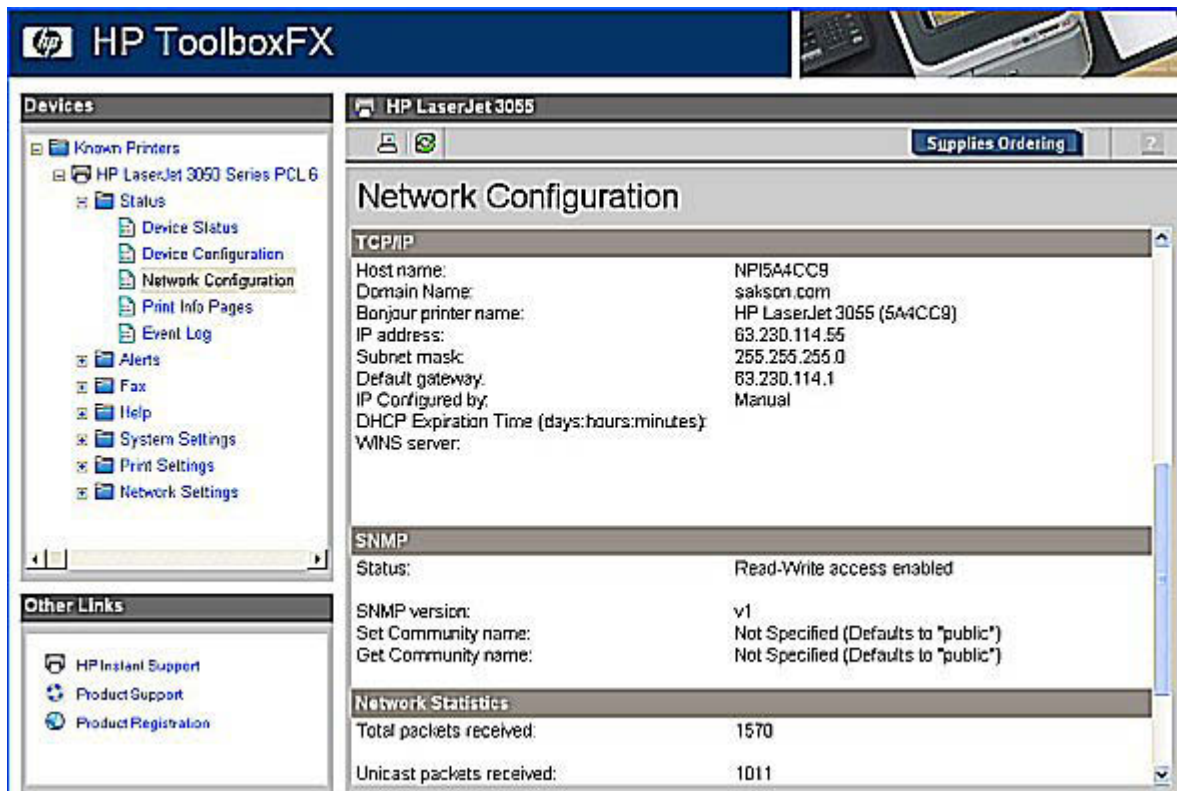 hp HP ToolboxFX
Devices
Known Printers
HP LaserJet 3050 Series PCL 6
Status
Device Status
Device Configuration
Network Configuration
Print Info Pages
Event Log
Alerts
Fax
Help
System Settings
Print Settings
Network Settings
Other Links
HP Instant Support
Product Support
Product Registration
HP LaserJet 3055
Supplies Ordering ?
Network Configuration
TCP/IP
Host name: NPI5A4CC9
Domain Name: sakson.com
Bonjour printer name: HP LaserJet 3055 (5A4CC9)
IP address: 63.230.114.55
Subnet mask: 255.255.255.0
Default gateway: 63.230.114.1
IP Configured by: Manual
DHCP Expiration Time (days:hours:minutes):
WINS server:
SNMP
Status: Read-Write access enabled
SNMP version: v1
Set Community name: Not Specified (Defaults to "public")
Get Community name: Not Specified (Defaults to "public")
Network Statistics
Total packets received: 1570
Unicast packets received: 1011